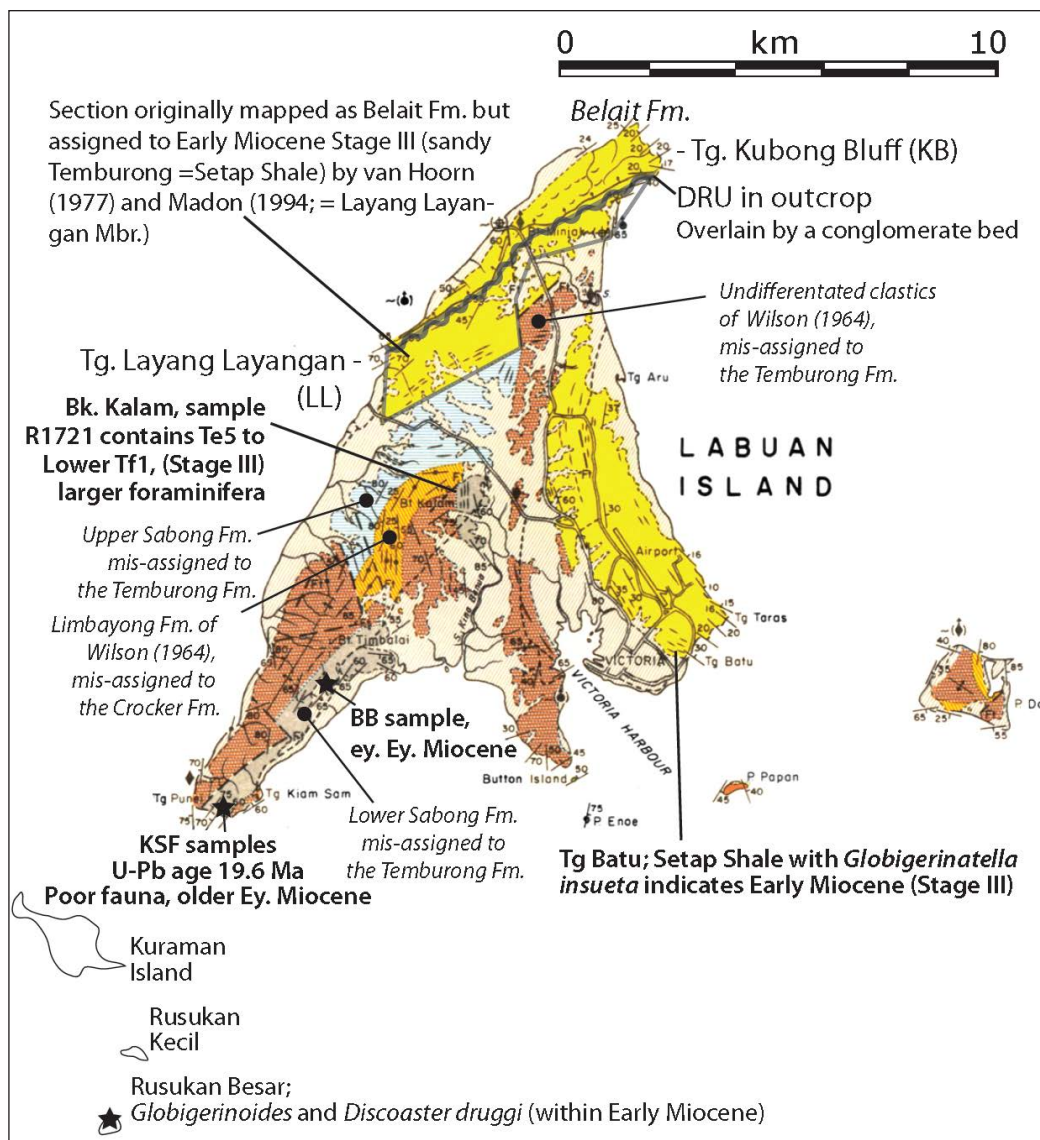 0 km 10
Section originally mapped as Belait Fm. but
assigned to Early Miocene Stage III (sandy
Temburong =Setap Shale) by van Hoorn
(1977) and Madon (1994; = Layang Layan-
gan Mbr.)
Belait Fm.
- Tg. Kubong Bluff (KB)
DRU in outcrop
Overlain by a conglomerate bed
Undifferentated clastics
of Wilson (1964),
mis-assigned to
the Temburong Fm.
Tg. Layang Layangan -
(LL)
Tg Aru
Bk. Kalam, sample
R1721 contains Te5 to
Lower Tf1, (Stage III)
larger foraminifera
LABUAN
ISLAND
Bt Kalam
Upper Sabong Fm.
mis-assigned to
the Temburong Fm.
Airport
Limbayong Fm. of
Wilson (1964),
mis-assigned to
the Crocker Fm.
Bt Timbalai
Tg Taras
VICTORIA
Tg Batu
VICTORIA HARBOUR
BB sample,
ey. Ey. Miocene
Button Island
P Papan
P Enoe
Tg Kiam Sam
Lower Sabong Fm.
mis-assigned to
the Temburong Fm.
KSF samples
U-Pb age 19.6 Ma
Poor fauna, older Ey. Miocene
Tg Batu; Setap Shale with Globigerinatella
insueta indicates Early Miocene (Stage III)
Kuraman
Island
Rusukan
Kecil
Rusukan Besar;
Globigerinoides and Discoaster druggi (within Early Miocene)